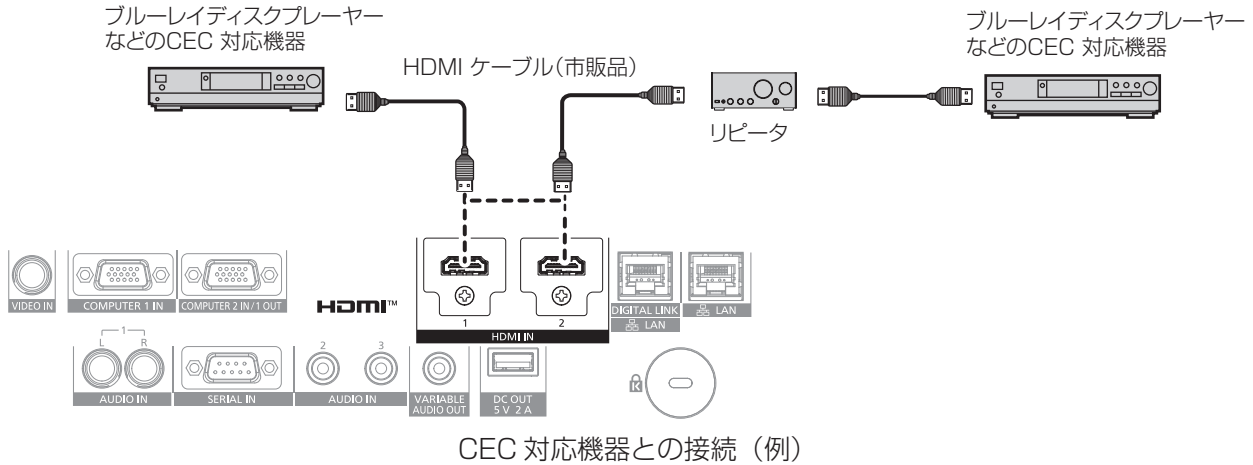 ブルーレイディスクプレーヤー
などのCEC 対応機器
ブルーレイディスクプレーヤー
などのCEC 対応機器
HDMI ケーブル(市販品)
リピータ
VIDEO IN
COMPUTER 1 IN
COMPUTER 2 IN / 1 OUT
HDMI™
1
2
HDMI IN
DIGITAL LINK
LAN
LAN
1
L
R
AUDIO IN
SERIAL IN
2
3
AUDIO IN
VARIABLE
AUDIO OUT
DC OUT
5 V 2 A
K
CEC 対応機器との接続(例)